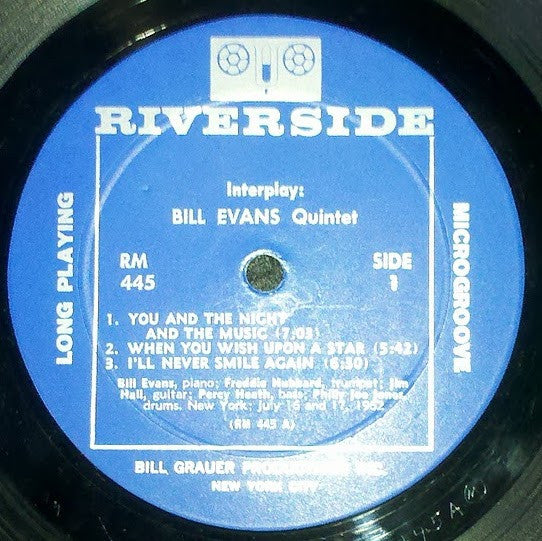 RIVERSIDE
Interplay:
BILL EVANS Quintet
RM
445
SIDE
1
LONG PLAYING
MICROGROOVE
1. YOU AND THE NIGHT
AND THE MUSIC (7:03)
2. WHEN YOU WISH UPON A STAR (5:42)
3. I'LL NEVER SMILE AGAIN (6:30)
Bill Evans, piano; Freddie Hubbard, trumpet; Jim
Hall, guitar; Percy Heath, bass; Philly Joe Jones,
drums. New York; July 16 and 17, 1962
(RM 445 A)
BILL GRAUER PRODUCTIONS INC.
NEW YORK CITY